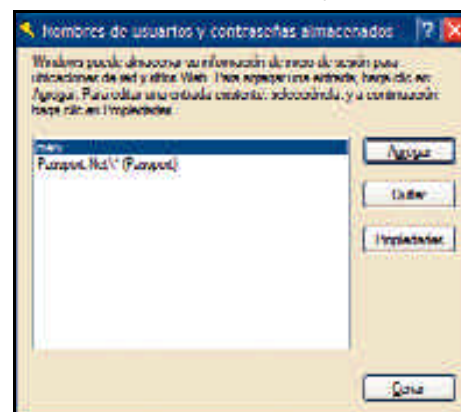 Nombres de usuarios y contraseñas almacenados
Windows puede almacenar su información de inicio de sesión para
ubicaciones de red y sitios Web. Para agregar una entrada, haga clic en
Agregar. Para editar una entrada existente, selecciónela, y a continuación
haga clic en Propiedades.
Passport.Net\* (Passport)
Agregar
Quitar
Propiedades
Cerrar